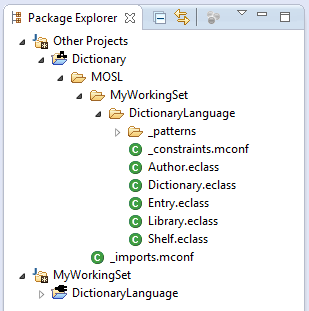 Package Explorer
Other Projects
Dictionary
MOSL
MyWorkingSet
DictionaryLanguage
_patterns
_constraints.mconf
Author.eclass
Dictionary.eclass
Entry.eclass
Library.eclass
Shelf.eclass
_imports.mconf
MyWorkingSet
DictionaryLanguage